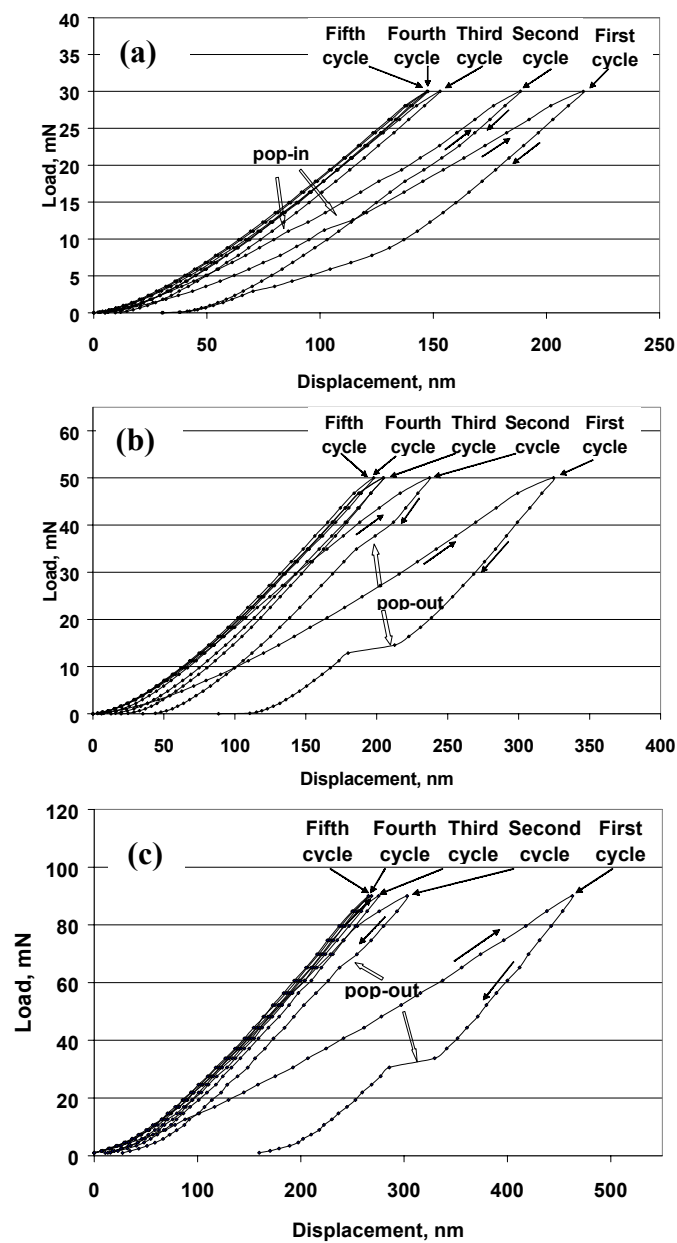 (a)
Fifth Fourth Third Second First
cycle cycle cycle cycle cycle
pop-in
Load, mN
40
35
30
25
20
15
10
5
0
0 50 100 150 200 250
Displacement, nm
(b)
Fifth Fourth Third Second First
cycle cycle cycle cycle cycle
pop-out
Load, mN
60
50
40
30
20
10
0
0 50 100 150 200 250 300 350 400
Displacement, nm
(c)
Fifth Fourth Third Second First
cycle cycle cycle cycle cycle
pop-out
Load, mN
120
100
80
60
40
20
0
0 100 200 300 400 500
Displacement, nm